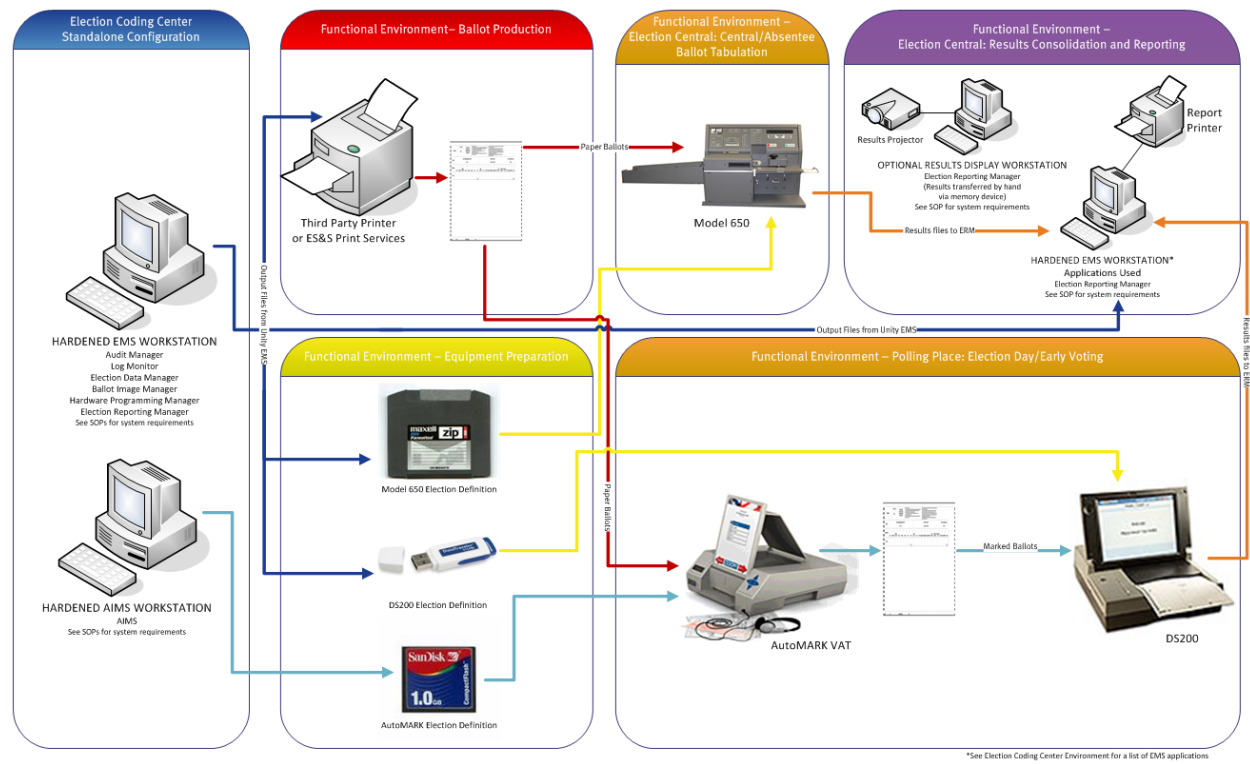 Election Coding Center
Standalone Configuration
HARDENED EMS WORKSTATION
Audit Manager
Log Monitor
Election Data Manager
Ballot Image Manager
Hardware Programming Manager
Election Reporting Manager
See SOPs for system requirements
HARDENED AIMS WORKSTATION
AIMS
See SOPs for system requirements
Output Files from Unity EMS
Functional Environment– Ballot Production
Third Party Printer
or ES&S Print Services
Paper Ballots
Functional Environment –
Election Central: Central/Absentee
Ballot Tabulation
Model 650
Results files to ERM
Functional Environment –
Election Central: Results Consolidation and Reporting
Results Projector
OPTIONAL RESULTS DISPLAY WORKSTATION
Election Reporting Manager
(Results transferred by hand
via memory device)
See SOP for system requirements
Report
Printer
HARDENED EMS WORKSTATION*
Applications Used
Election Reporting Manager
See SOP for system requirements
Output Files from Unity EMS
Results files to ERM
Functional Environment – Equipment Preparation
maxell
Formatted
zip
Model 650 Election Definition
DS200 Election Definition
SanDisk
CompactFlash
1.0GB
AutoMARK Election Definition
Paper Ballots
Functional Environment – Polling Place: Election Day/Early Voting
AutoMARK VAT
Marked Ballots
DS200
*See Election Coding Center Environment for a list of EMS applications